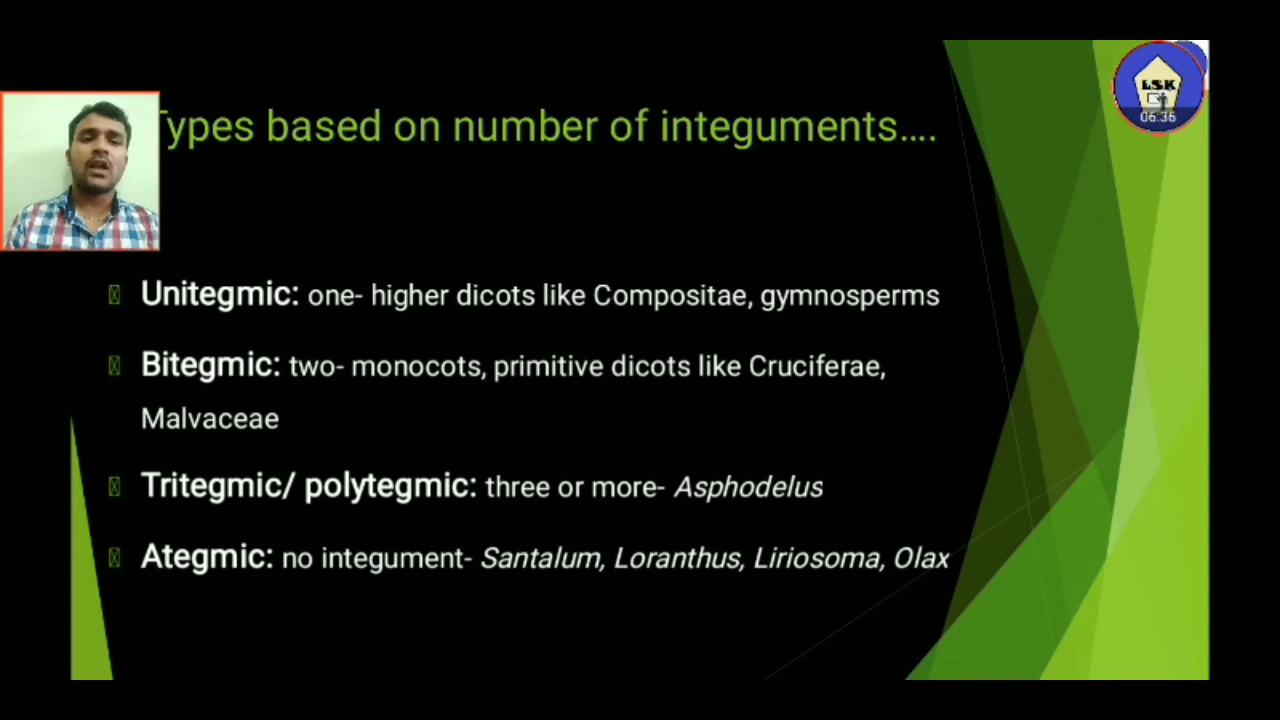 Types based on number of integuments....
LSK
06:36
Unitegmic: one- higher dicots like Compositae, gymnosperms
Bitegmic: two- monocots, primitive dicots like Cruciferae,
Malvaceae
Tritegmic/ polytegmic: three or more- Asphodelus
Ategmic: no integument- Santalum, Loranthus, Liriosoma, Olax